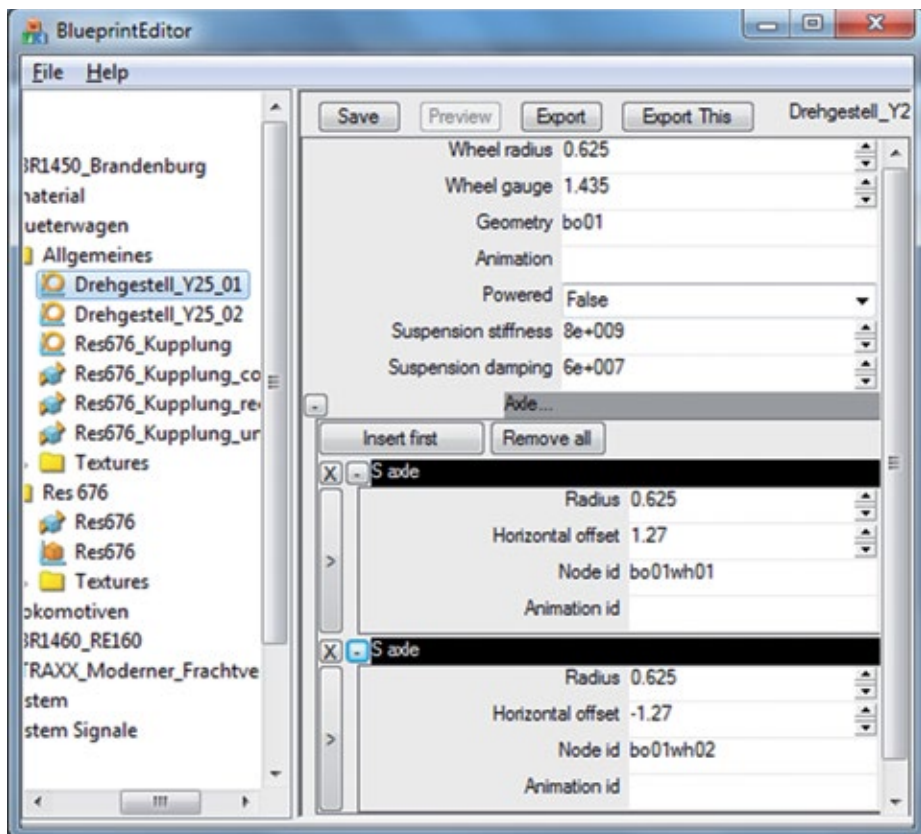 BlueprintEditor
File Help
BR1450_Brandenburg
material
ueterwagen
Allgemeines
Drehgestell_Y25_01
Drehgestell_Y25_02
Res676_Kupplung
Res676_Kupplung_co
Res676_Kupplung_re
Res676_Kupplung_ur
Textures
Res 676
Res676
Res676
Textures
okomotiven
BR1460_RE160
TRAXX_Moderner_Frachtve
stem
stem Signale
Save Preview Export Export This Drehgestell_Y2
Wheel radius 0.625
Wheel gauge 1.435
Geometry bo01
Animation
Powered False
Suspension stiffness 8e+009
Suspension damping 6e+007
- Axle...
Insert first Remove all
X - S axle
Radius 0.625
Horizontal offset 1.27
> Node id bo01wh01
Animation id
X - S axle
Radius 0.625
Horizontal offset -1.27
> Node id bo01wh02
Animation id